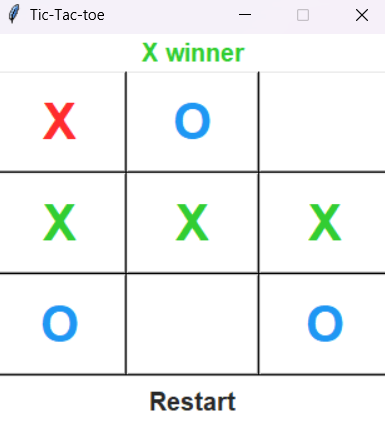 Tic-Tac-toe
X winner
X O
X X X
O O
Restart